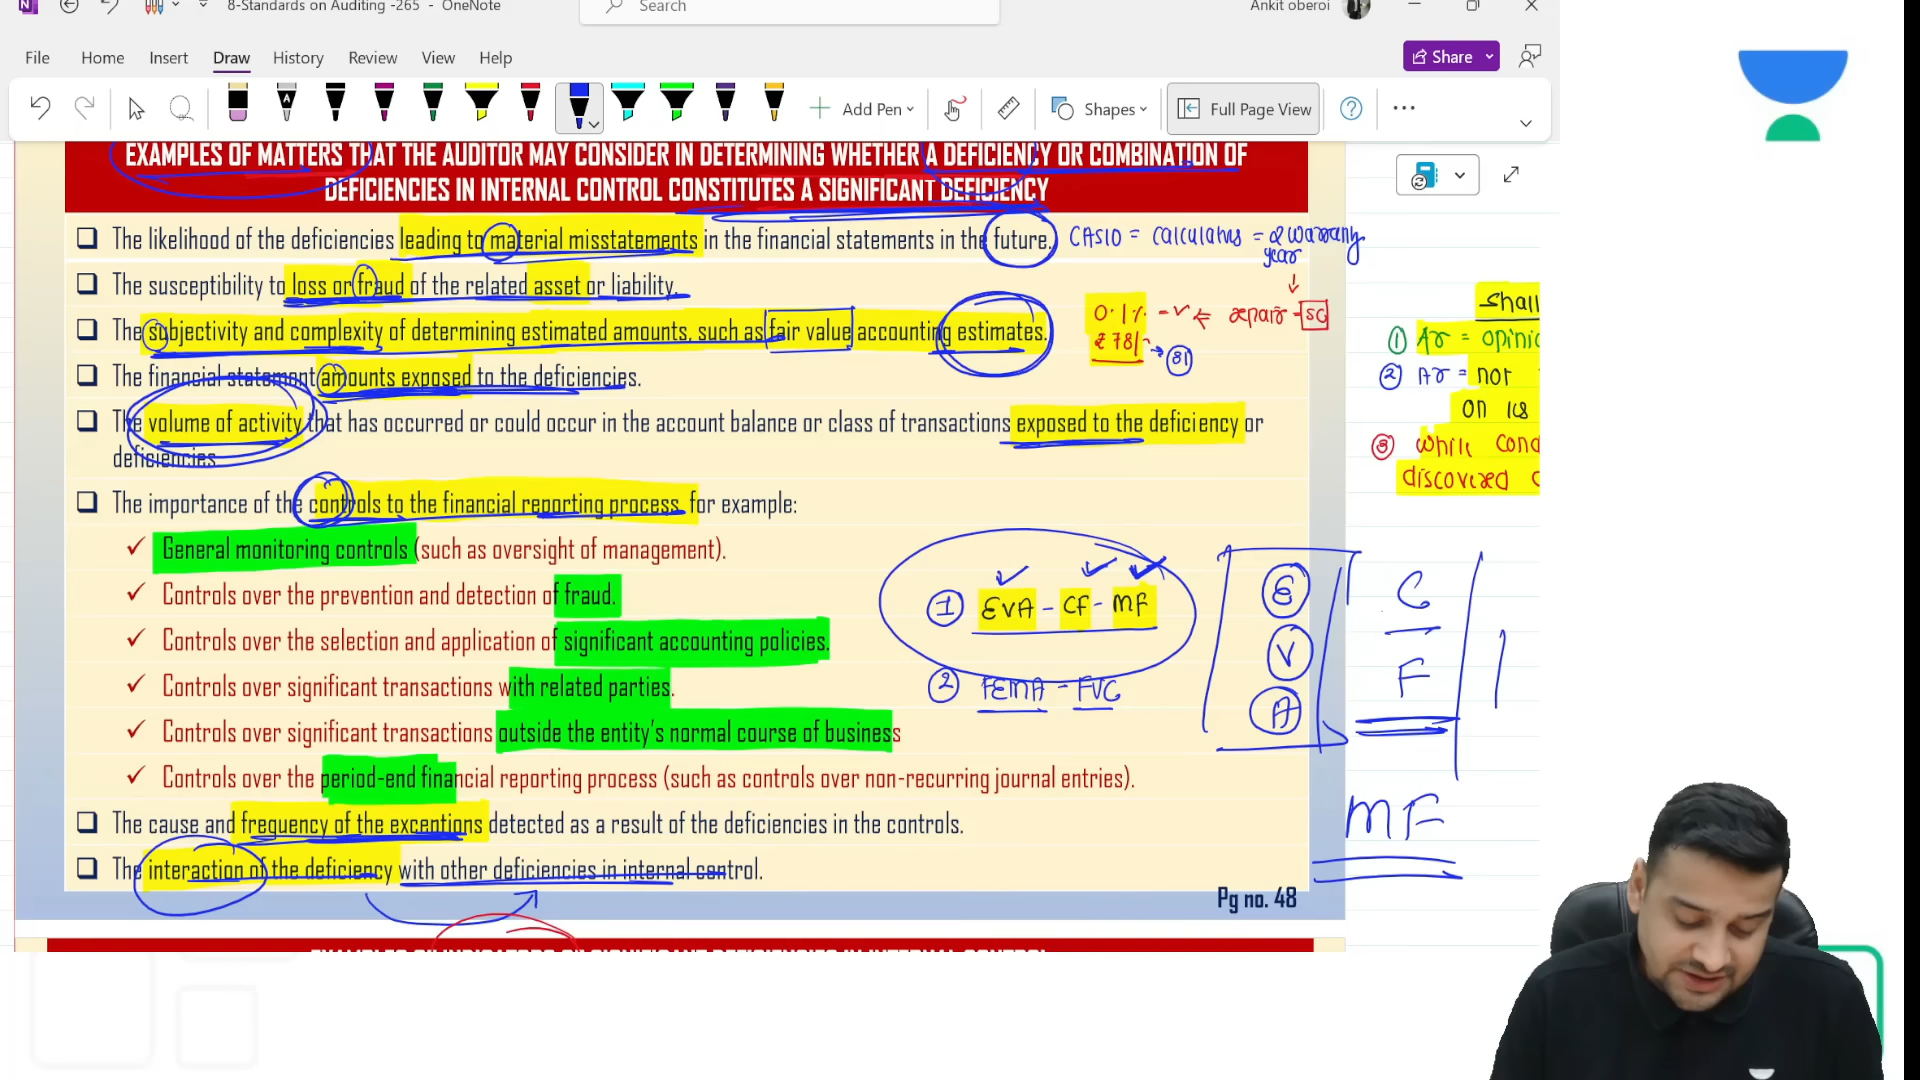 8-Standards on Auditing -265 - OneNote
Search
Ankit oberoi
File Home Insert Draw History Review View Help
Share
Add Pen
Shapes
Full Page View
EXAMPLES OF MATTERS THAT THE AUDITOR MAY CONSIDER IN DETERMINING WHETHER A DEFICIENCY OR COMBINATION OF
DEFICIENCIES IN INTERNAL CONTROL CONSTITUTES A SIGNIFICANT DEFICIENCY
The likelihood of the deficiencies leading to material misstatements in the financial statements in the future.
CASIO = calculators = 2 warranty
year
The susceptibility to loss or fraud of the related asset or liability.
The subjectivity and complexity of determining estimated amounts, such as fair value accounting estimates.
0.1%
repair
₹78/-
81
The financial statement amounts exposed to the deficiencies.
The volume of activity that has occurred or could occur in the account balance or class of transactions exposed to the deficiency or
deficiencies
The importance of the controls to the financial reporting process for example:
General monitoring controls (such as oversight of management).
Controls over the prevention and detection of fraud.
Controls over the selection and application of significant accounting policies.
Controls over significant transactions with related parties.
Controls over significant transactions outside the entity's normal course of business
Controls over the period-end financial reporting process (such as controls over non-recurring journal entries).
The cause and frequency of the exceptions detected as a result of the deficiencies in the controls.
The interaction of the deficiency with other deficiencies in internal control.
Pg no. 48
① EVA - CF - MF
② FEMA - FVG
E
V
A
C
F
MF
Shall
① Ar = opinio
② Ar = not
on ICS
③ while cond
discovered